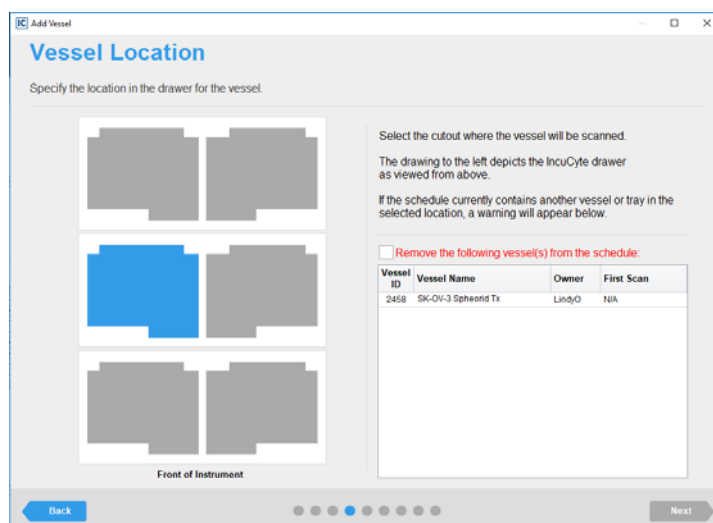 IC Add Vessel
Vessel Location
Specify the location in the drawer for the vessel.
Select the cutout where the vessel will be scanned.
The drawing to the left depicts the IncuCyte drawer
as viewed from above.
If the schedule currently contains another vessel or tray in the
selected location, a warning will appear below.
Remove the following vessel(s) from the schedule:
Vessel ID Vessel Name Owner First Scan
2458 SK-OV-3 Spheorid Tx LindyO N/A
Front of Instrument
Back Next